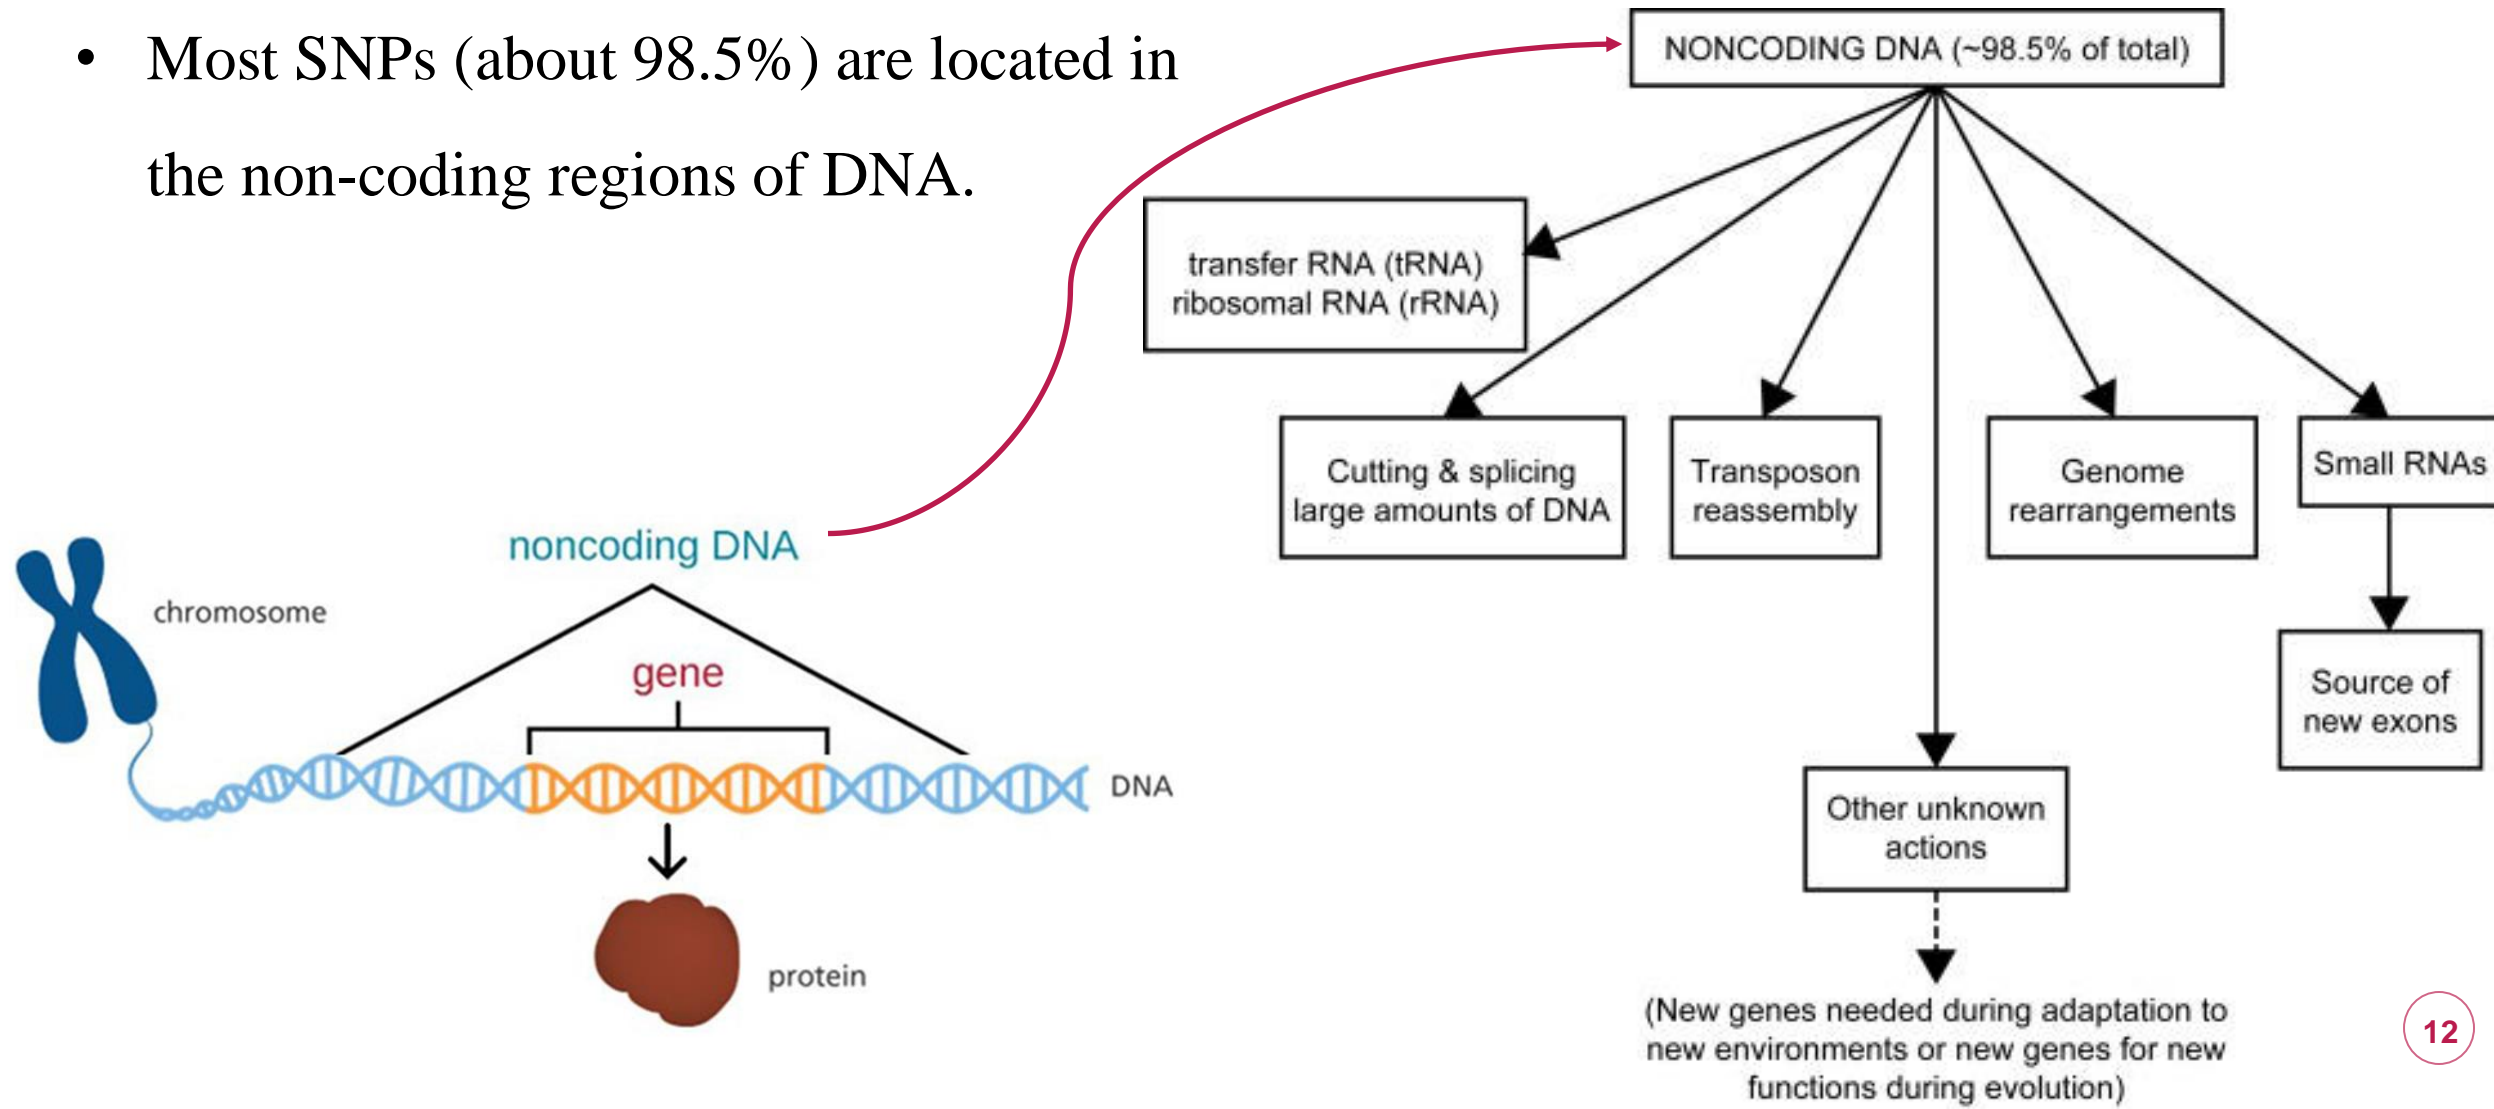 • Most SNPs (about 98.5%) are located in
the non-coding regions of DNA.
NONCODING DNA (~98.5% of total)
transfer RNA (tRNA)
ribosomal RNA (rRNA)
Cutting & splicing
large amounts of DNA
Transposon
reassembly
Genome
rearrangements
Small RNAs
Source of
new exons
Other unknown
actions
(New genes needed during adaptation to
new environments or new genes for new
functions during evolution)
noncoding DNA
chromosome
gene
DNA
protein
12